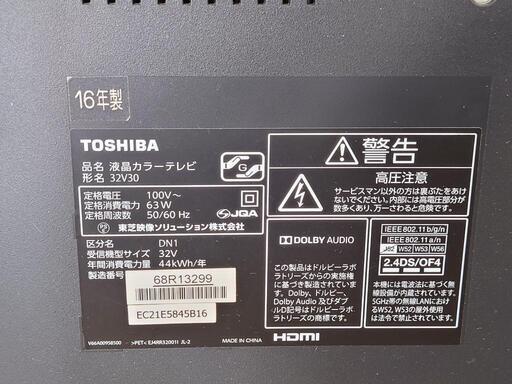 16年製
TOSHIBA
品名 液晶カラーテレビ
形名 32V30
定格電圧 100V～
定格消費電力 63W
定格周波数 50/60Hz
JQA
東芝映像ソリューション株式会社
区分名 DN1
受信機型サイズ 32V
年間消費電力量 44kWh/年
製造番号
68R13299
EC21E5845B16
V66A00958500 >PET< EJ4RR32001I JL-2
MADE IN CHINA
警告
高圧注意
サービスマン以外の方は裏ぶたをあけ
ないでください。内部には高電圧部分が
数多くあり、万一さわると危険です。
DOLBY AUDIO
この製品はドルビーラボ
ラトリーズからの実施権に
基づき製造されています。
Dolby、ドルビー、
Dolby Audio及びダブ
ルD記号はドルビーラボ
ラトリーズの商標です。
HDMI
IEEE802.11b/g/n
IEEE802.11a/n
J52 W52 W53 W56
2.4DS/OF4
本機には電波法に基づく無
線設備が内蔵されています。
5GHz帯の無線LANにおけ
るW52、W53の屋外使用
は法令で禁止されています。